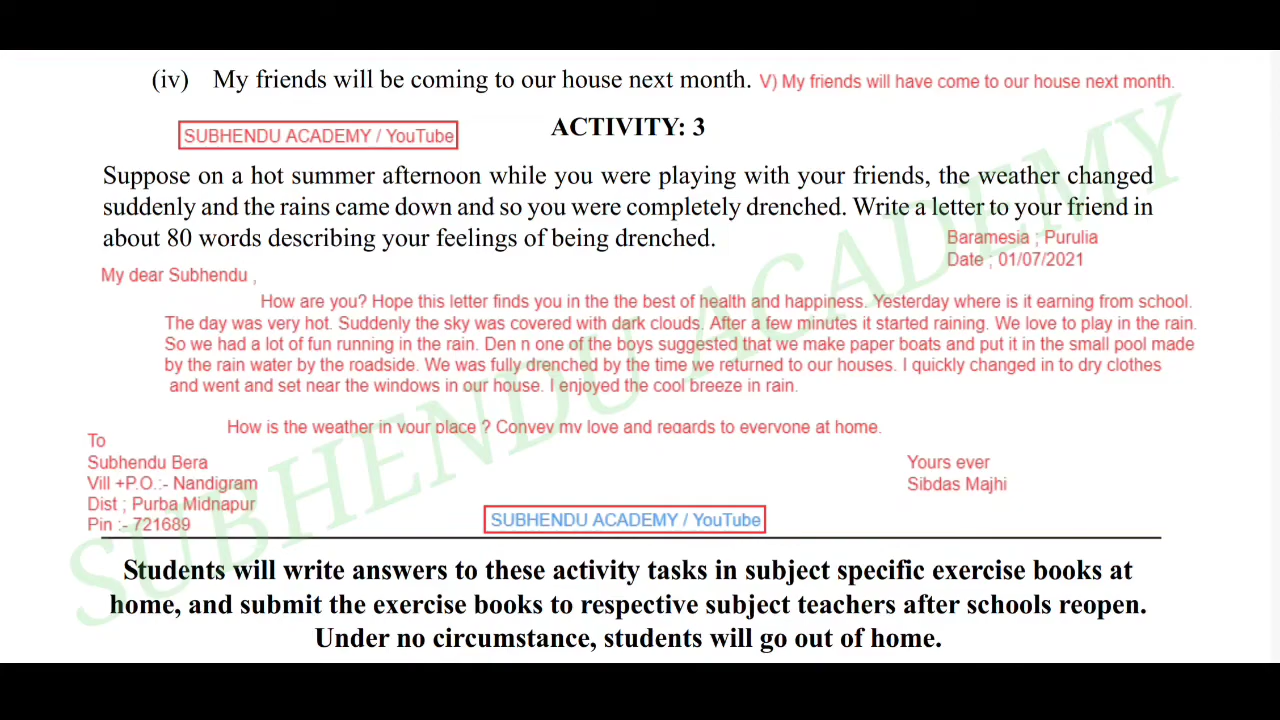 (iv) My friends will be coming to our house next month. V) My friends will have come to our house next month.
SUBHENDU ACADEMY / YouTube
ACTIVITY: 3
Suppose on a hot summer afternoon while you were playing with your friends, the weather changed
suddenly and the rains came down and so you were completely drenched. Write a letter to your friend in
about 80 words describing your feelings of being drenched.
Baramesia ; Purulia
Date ; 01/07/2021
My dear Subhendu ,
How are you? Hope this letter finds you in the the best of health and happiness. Yesterday where is it earning from school.
The day was very hot. Suddenly the sky was covered with dark clouds. After a few minutes it started raining. We love to play in the rain.
So we had a lot of fun running in the rain. Den n one of the boys suggested that we make paper boats and put it in the small pool made
by the rain water by the roadside. We was fully drenched by the time we returned to our houses. I quickly changed in to dry clothes
and went and set near the windows in our house. I enjoyed the cool breeze in rain.
How is the weather in your place ? Convey my love and regards to everyone at home.
To
Subhendu Bera
Vill +P.O.:- Nandigram
Dist ; Purba Midnapur
Pin :- 721689
Yours ever
Sibdas Majhi
SUBHENDU ACADEMY / YouTube
Students will write answers to these activity tasks in subject specific exercise books at
home, and submit the exercise books to respective subject teachers after schools reopen.
Under no circumstance, students will go out of home.
SUBHENDU ACADEMY